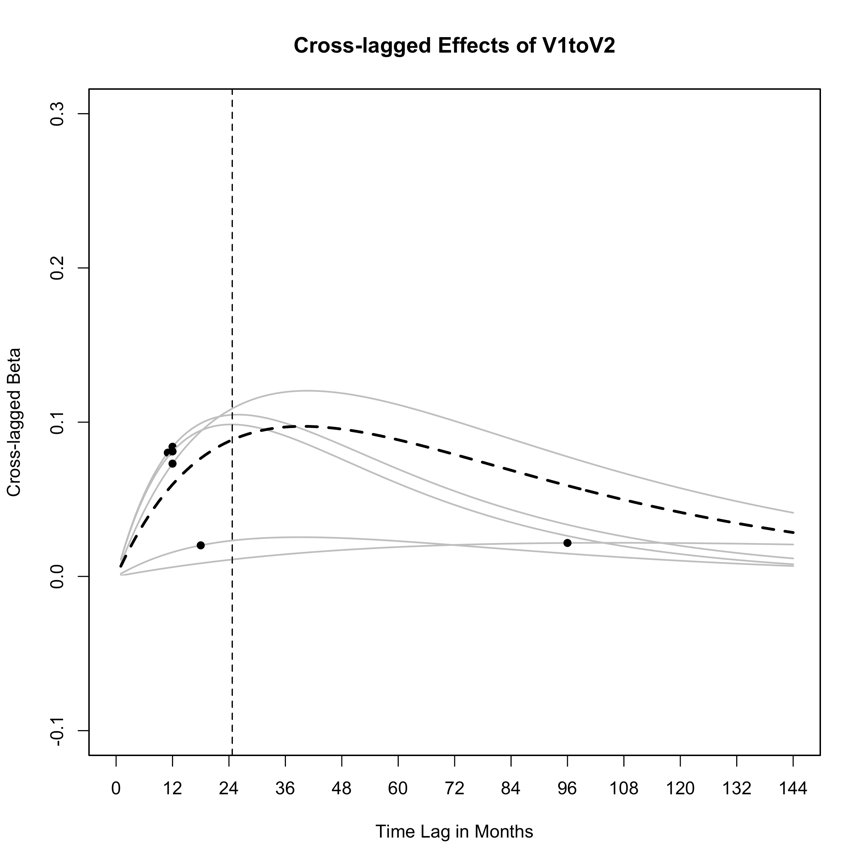 Cross-lagged Effects of V1toV2
Cross-lagged Beta
0.3
0.2
0.1
0.0
-0.1
0 12 24 36 48 60 72 84 96 108 120 132 144
Time Lag in Months